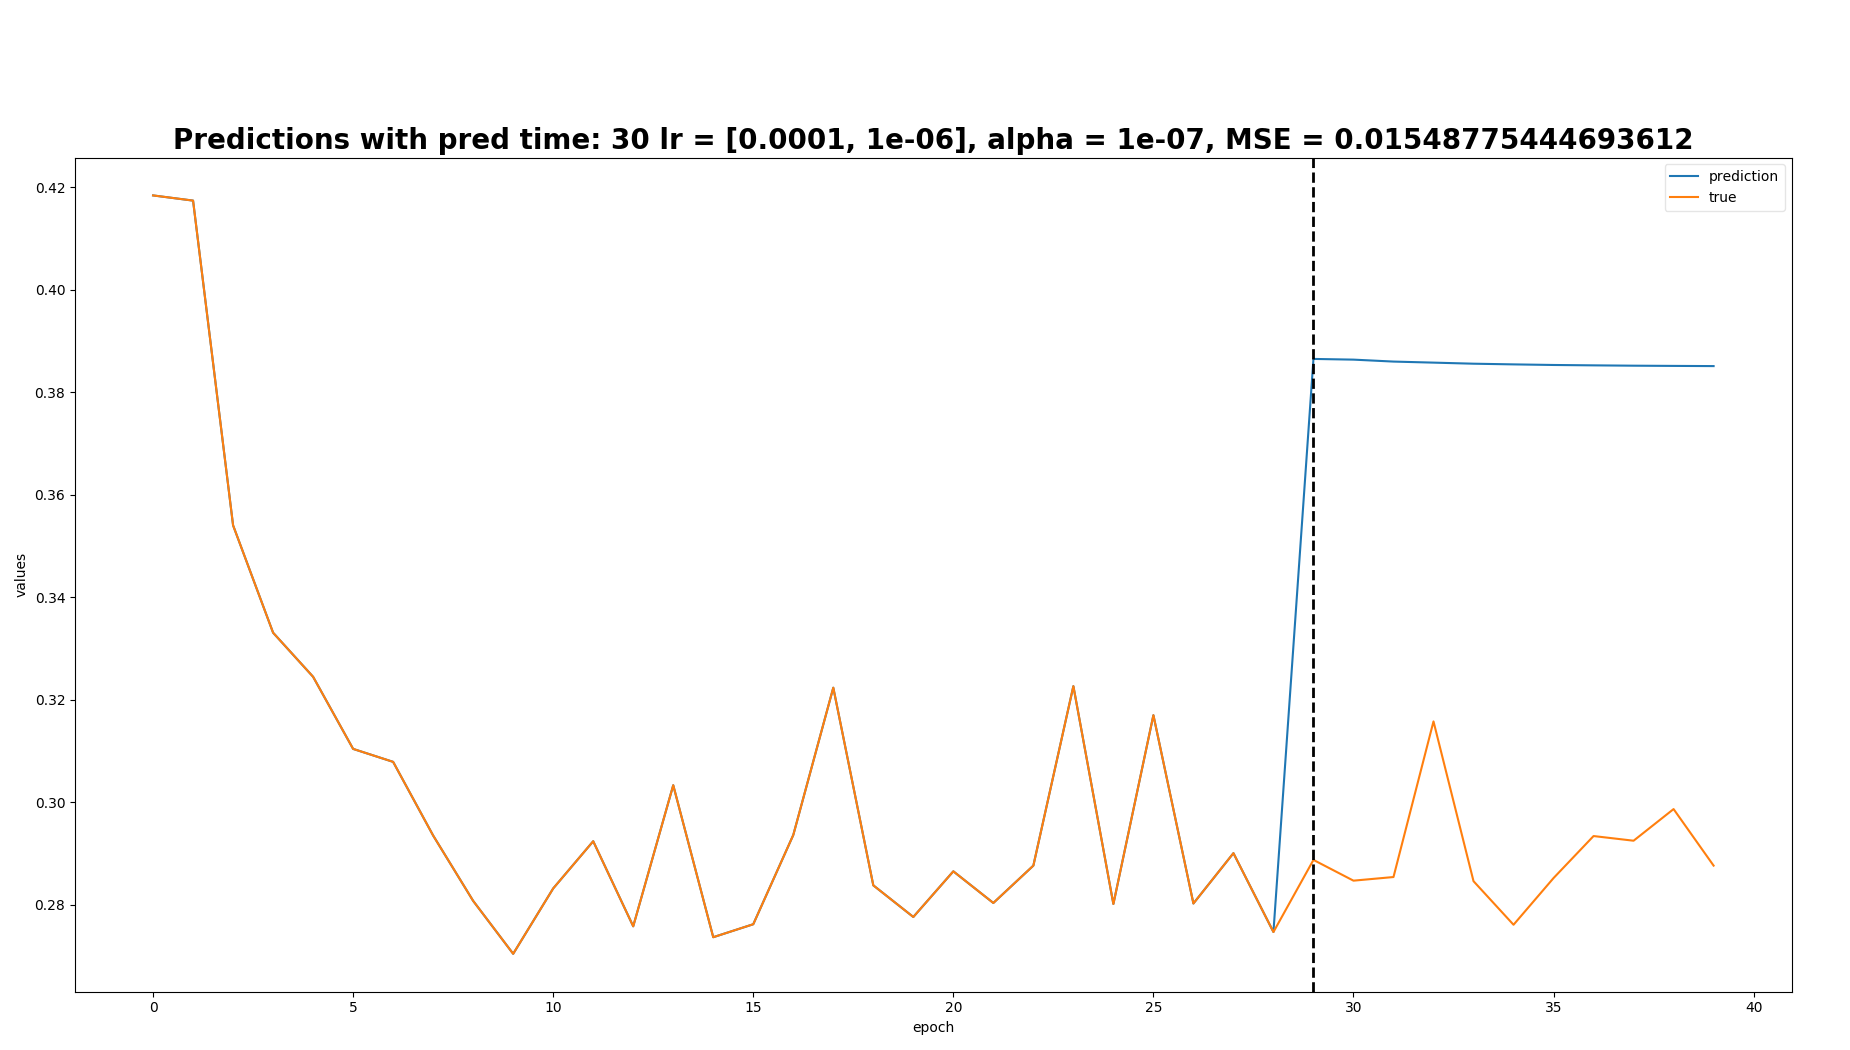 Predictions with pred time: 30 lr = [0.0001, 1e-06], alpha = 1e-07, MSE = 0.01548775444693612
prediction
true
0.42
0.40
0.38
0.36
0.34
0.32
0.30
0.28
values
0 5 10 15 20 25 30 35 40
epoch